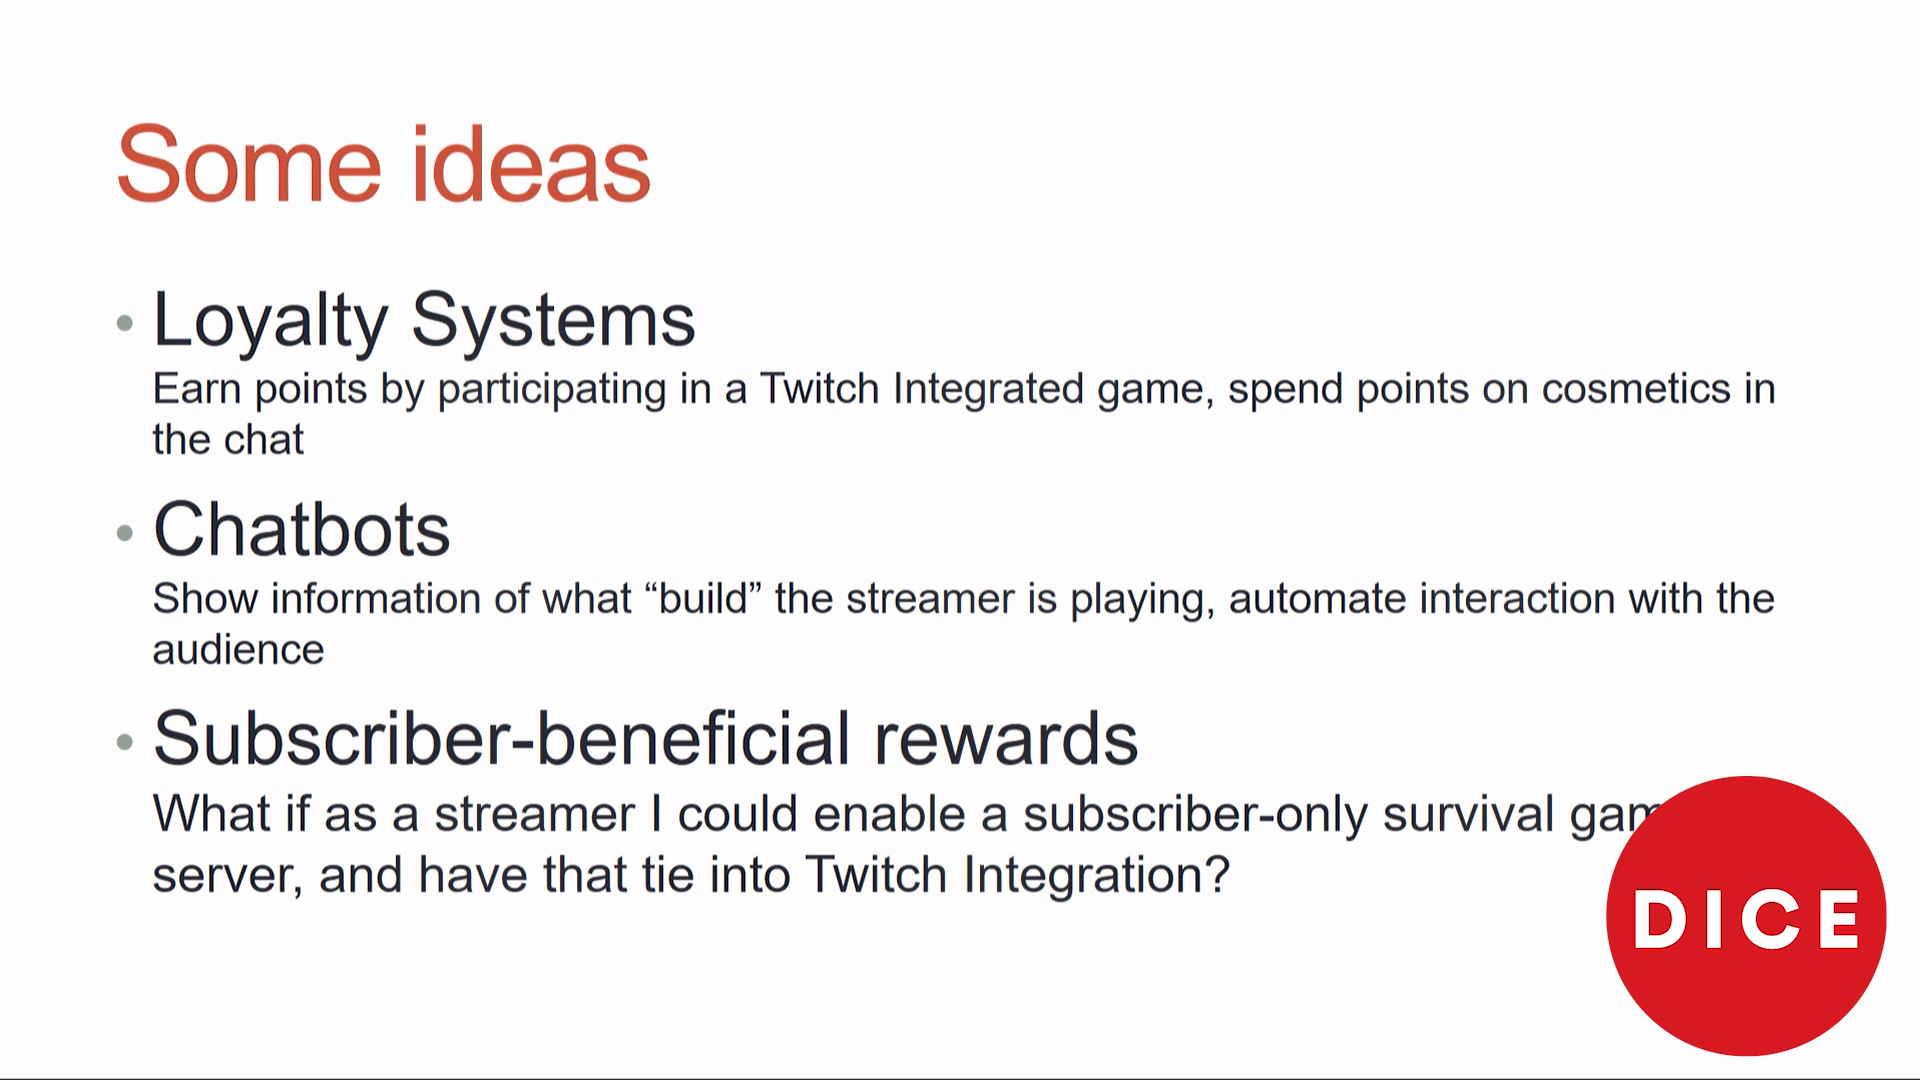 Some ideas
• Loyalty Systems
Earn points by participating in a Twitch Integrated game, spend points on cosmetics in
the chat
• Chatbots
Show information of what “build” the streamer is playing, automate interaction with the
audience
• Subscriber-beneficial rewards
What if as a streamer I could enable a subscriber-only survival
server, and have that tie into Twitch Integration?
DICE